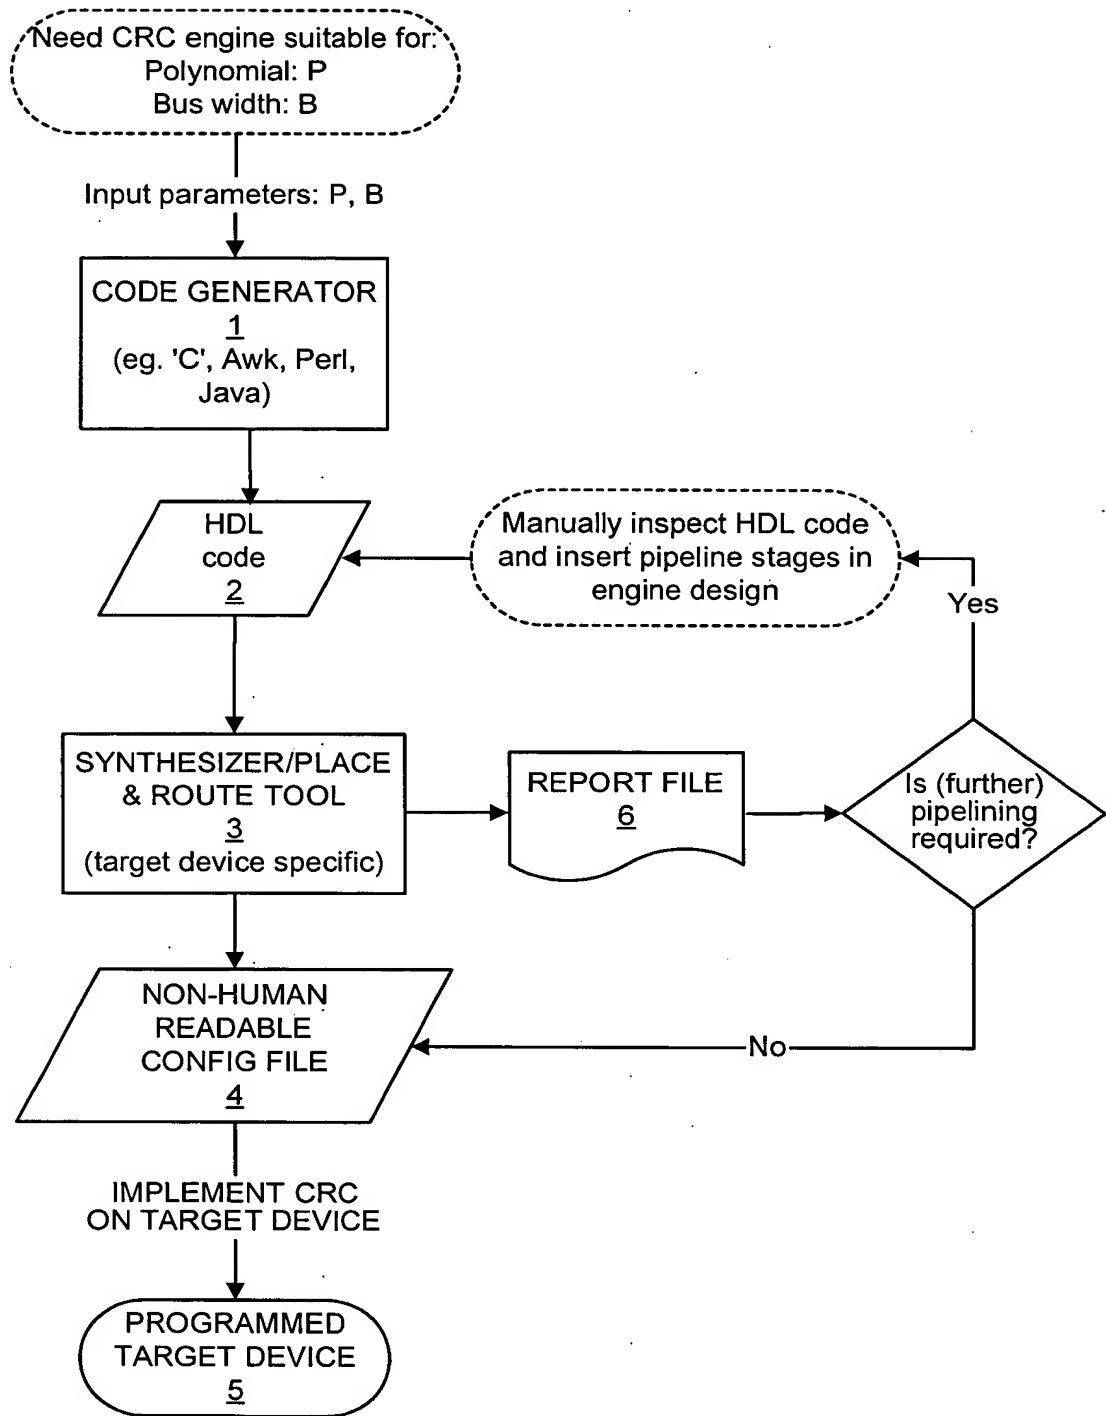 Need CRC engine suitable for:
Polynomial: P
Bus width: B
Input parameters: P, B
CODE GENERATOR
1
(eg. 'C', Awk, Perl,
Java)
HDL
code
2
Manually inspect HDL code
and insert pipeline stages in
engine design
Yes
SYNTHESIZER/PLACE
& ROUTE TOOL
3
(target device specific)
REPORT FILE
6
Is (further)
pipelining
required?
NON-HUMAN
READABLE
CONFIG FILE
4
No
IMPLEMENT CRC
ON TARGET DEVICE
PROGRAMMED
TARGET DEVICE
5